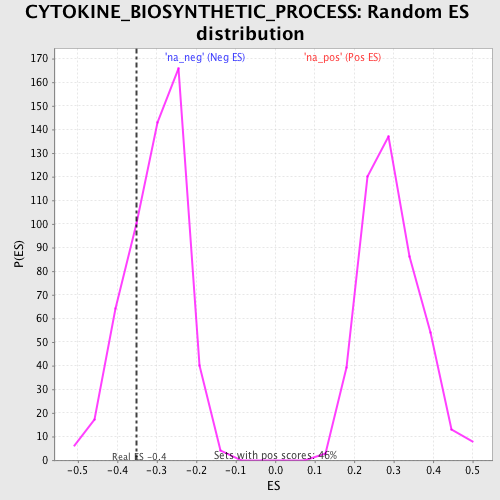 CYTOKINE_BIOSYNTHETIC_PROCESS: Random ES
distribution
'na_neg' (Neg ES) 'na_pos' (Pos ES)
170
160
150
140
130
120
110
100
90
80
70
60
50
40
30
20
10
0
P(ES)
Real ES -0.4 Sets with pos scores: 46%
-0.5 -0.4 -0.3 -0.2 -0.1 0.0 0.1 0.2 0.3 0.4 0.5
ES